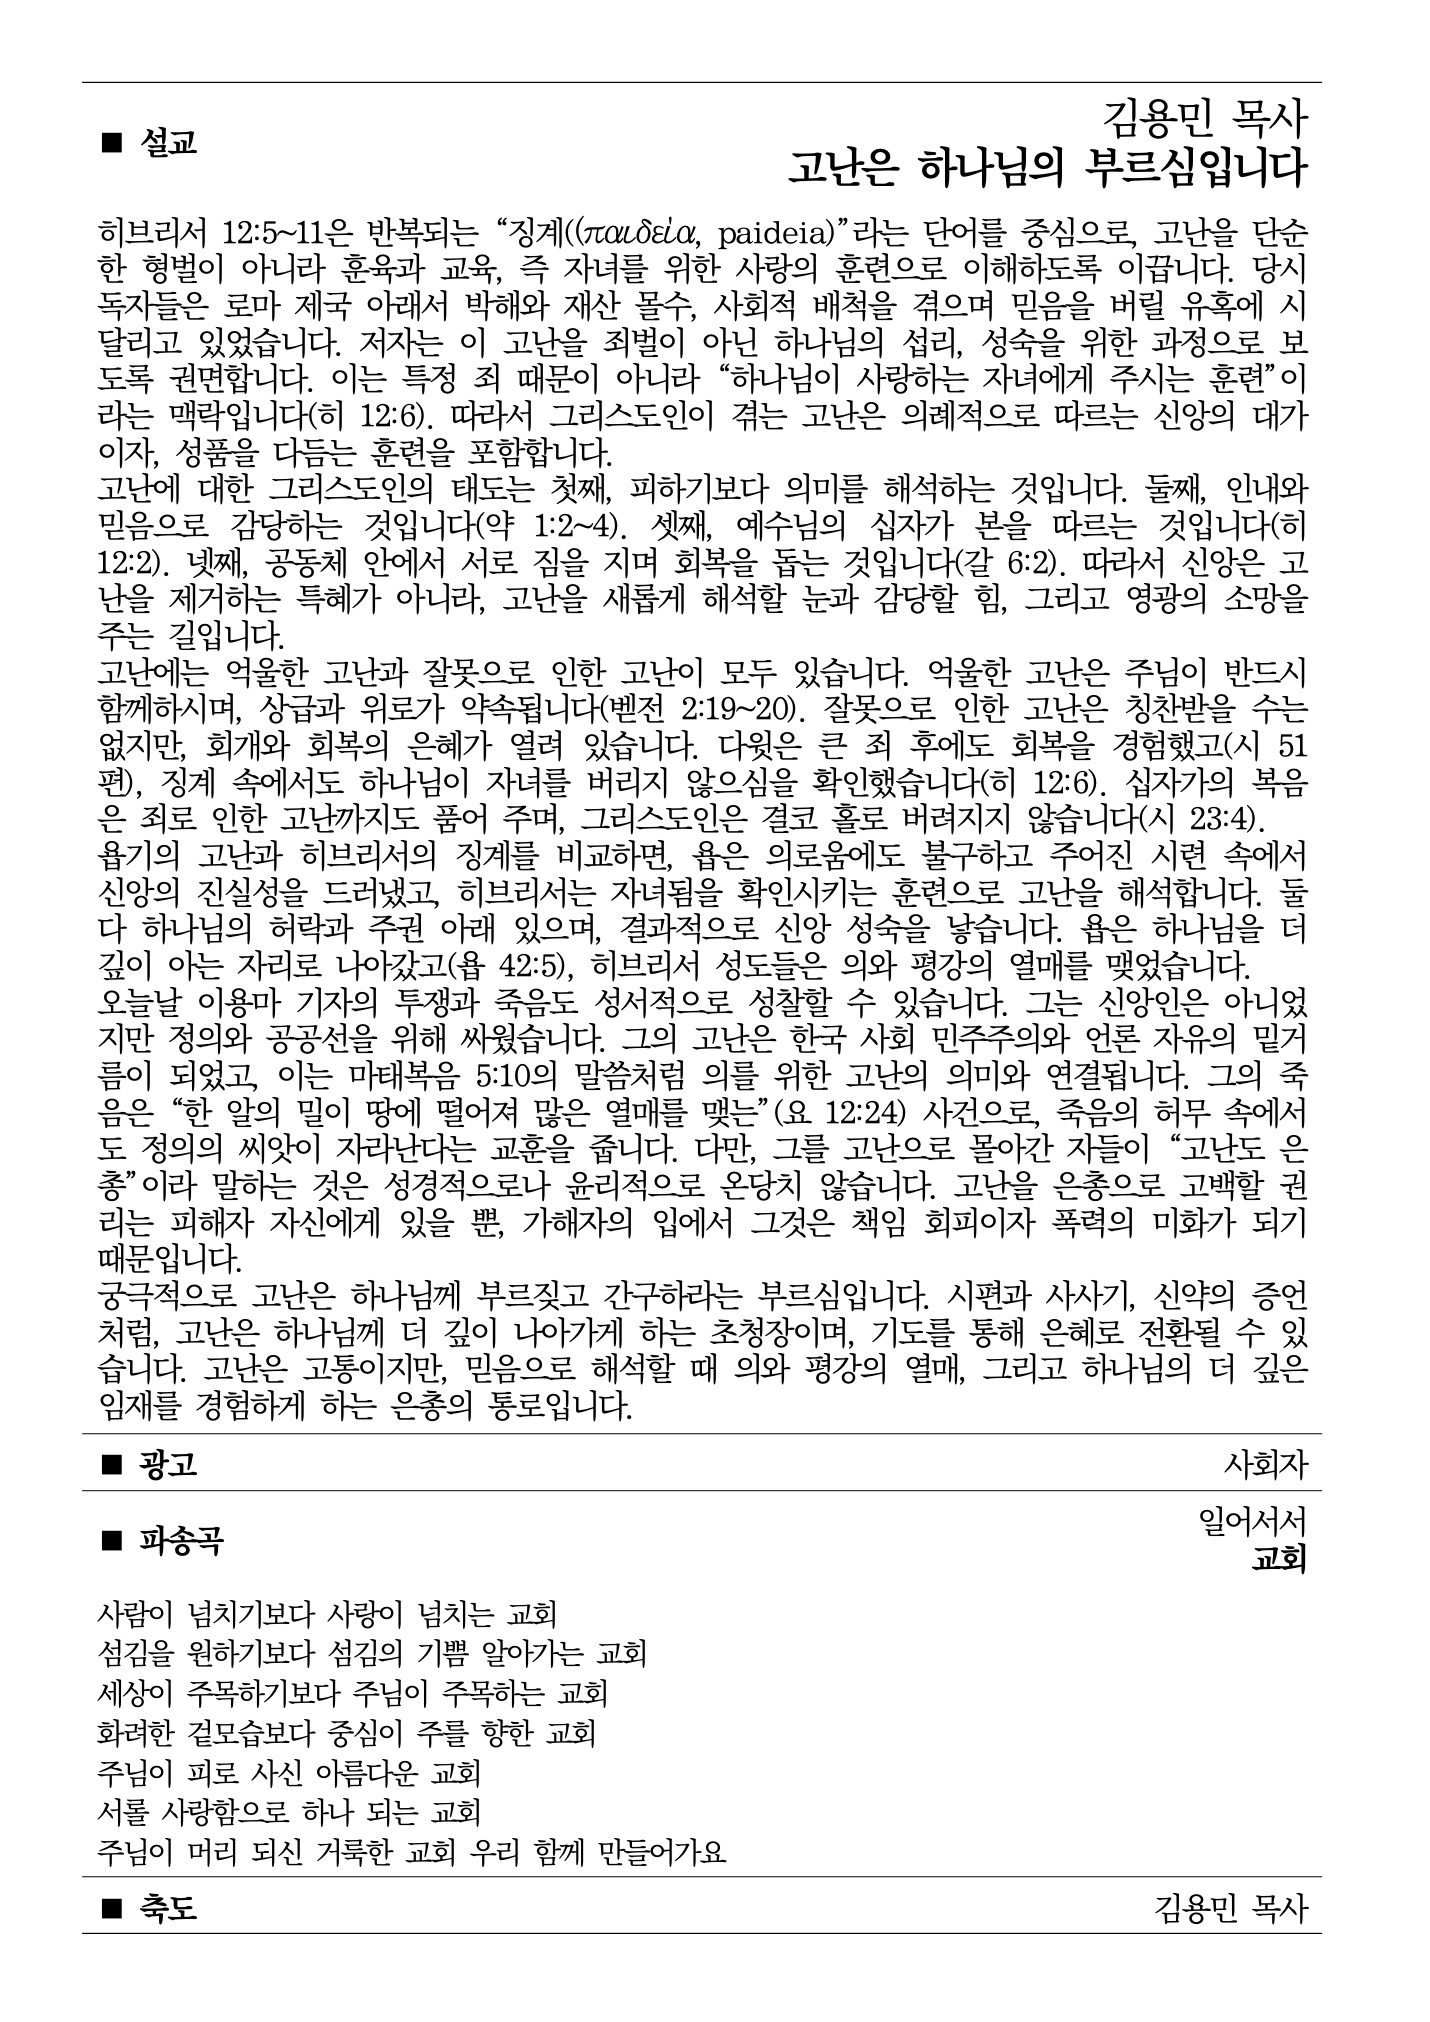 김용민 목사
■ 설교
고난은 하나님의 부르심입니다
히브리서 12:5~11은 반복되는 “징계((παιδεία, paideia)”라는 단어를 중심으로, 고난을 단순
한 형벌이 아니라 훈육과 교육, 즉 자녀를 위한 사랑의 훈련으로 이해하도록 이끕니다. 당시
독자들은 로마 제국 아래서 박해와 재산 몰수, 사회적 배척을 겪으며 믿음을 버릴 유혹에 시
달리고 있었습니다. 저자는 이 고난을 죄벌이 아닌 하나님의 섭리, 성숙을 위한 과정으로 보
도록 권면합니다. 이는 특정 죄 때문이 아니라 “하나님이 사랑하는 자녀에게 주시는 훈련”이
라는 맥락입니다(히 12:6). 따라서 그리스도인이 겪는 고난은 의례적으로 따르는 신앙의 대가
이자, 성품을 다듬는 훈련을 포함합니다.
고난에 대한 그리스도인의 태도는 첫째, 피하기보다 의미를 해석하는 것입니다. 둘째, 인내와
믿음으로 감당하는 것입니다(약 1:2~4). 셋째, 예수님의 십자가 본을 따르는 것입니다(히
12:2). 넷째, 공동체 안에서 서로 짐을 지며 회복을 돕는 것입니다(갈 6:2). 따라서 신앙은 고
난을 제거하는 특혜가 아니라, 고난을 새롭게 해석할 눈과 감당할 힘, 그리고 영광의 소망을
주는 길입니다.
고난에는 억울한 고난과 잘못으로 인한 고난이 모두 있습니다. 억울한 고난은 주님이 반드시
함께하시며, 상급과 위로가 약속됩니다(벧전 2:19~20). 잘못으로 인한 고난은 칭찬받을 수는
없지만, 회개와 회복의 은혜가 열려 있습니다. 다윗은 큰 죄 후에도 회복을 경험했고(시 51
편), 징계 속에서도 하나님이 자녀를 버리지 않으심을 확인했습니다(히 12:6). 십자가의 복음
은 죄로 인한 고난까지도 품어 주며, 그리스도인은 결코 홀로 버려지지 않습니다(시 23:4).
욥기의 고난과 히브리서의 징계를 비교하면, 욥은 의로움에도 불구하고 주어진 시련 속에서
신앙의 진실성을 드러냈고, 히브리서는 자녀됨을 확인시키는 훈련으로 고난을 해석합니다. 둘
다 하나님의 허락과 주권 아래 있으며, 결과적으로 신앙 성숙을 낳습니다. 욥은 하나님을 더
깊이 아는 자리로 나아갔고(욥 42:5), 히브리서 성도들은 의와 평강의 열매를 맺었습니다.
오늘날 이용마 기자의 투쟁과 죽음도 성서적으로 성찰할 수 있습니다. 그는 신앙인은 아니었
지만 정의와 공공선을 위해 싸웠습니다. 그의 고난은 한국 사회 민주주의와 언론 자유의 밑거
름이 되었고, 이는 마태복음 5:10의 말씀처럼 의를 위한 고난의 의미와 연결됩니다. 그의 죽
음은 “한 알의 밀이 땅에 떨어져 많은 열매를 맺는”(요 12:24) 사건으로, 죽음의 허무 속에서
도 정의의 씨앗이 자라난다는 교훈을 줍니다. 다만, 그를 고난으로 몰아간 자들이 “고난도 은
총”이라 말하는 것은 성경적으로나 윤리적으로 온당치 않습니다. 고난을 은총으로 고백할 권
리는 피해자 자신에게 있을 뿐, 가해자의 입에서 그것은 책임 회피이자 폭력의 미화가 되기
때문입니다.
궁극적으로 고난은 하나님께 부르짖고 간구하라는 부르심입니다. 시편과 사사기, 신약의 증언
처럼, 고난은 하나님께 더 깊이 나아가게 하는 초청장이며, 기도를 통해 은혜로 전환될 수 있
습니다. 고난은 고통이지만, 믿음으로 해석할 때 의와 평강의 열매, 그리고 하나님의 더 깊은
임재를 경험하게 하는 은총의 통로입니다.
■ 광고 사회자
일어서서
■ 파송곡
교회
사람이 넘치기보다 사랑이 넘치는 교회
섬김을 원하기보다 섬김의 기쁨 알아가는 교회
세상이 주목하기보다 주님이 주목하는 교회
화려한 겉모습보다 중심이 주를 향한 교회
주님이 피로 사신 아름다운 교회
서롤 사랑함으로 하나 되는 교회
주님이 머리 되신 거룩한 교회 우리 함께 만들어가요
■ 축도 김용민 목사